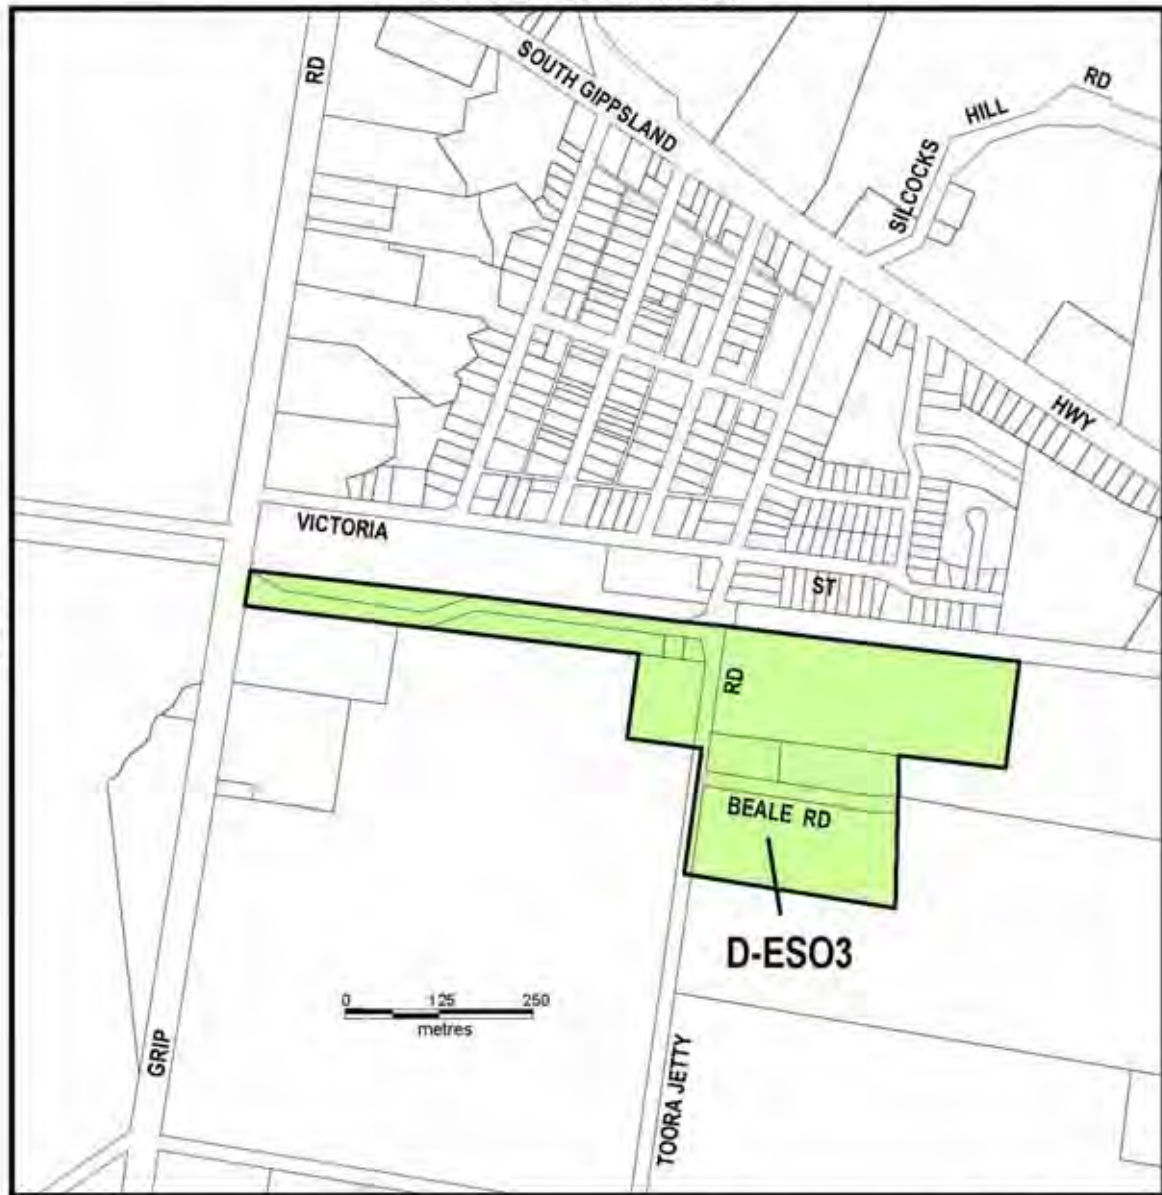 RD
SOUTH GIPPSLAND
HWY
SILCOCKS
HILL
RD
VICTORIA
ST
RD
BEALE RD
D-ESO3
0 125 250
metres
GRIP
TOORA JETTY